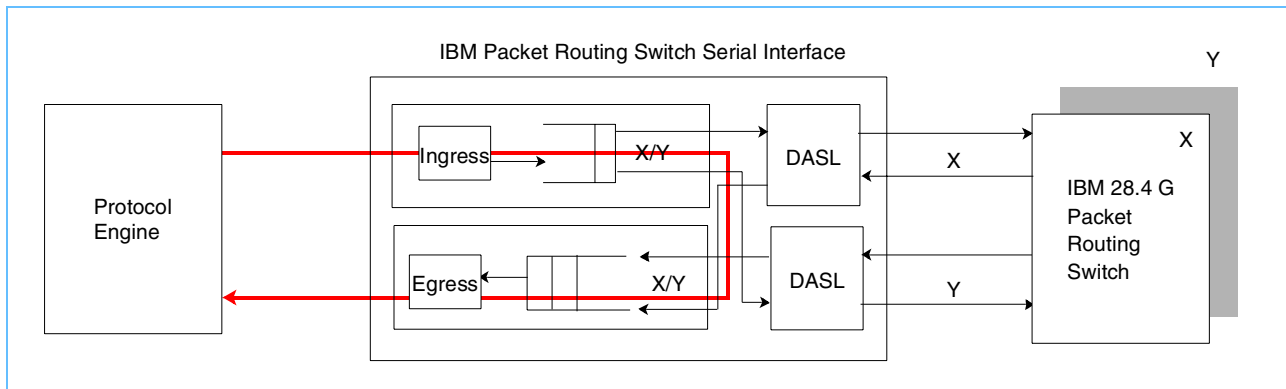 IBM Packet Routing Switch Serial Interface
Y
Protocol
Engine
Ingress
X/Y
DASL
X
X
IBM 28.4 G
Packet
Routing
Switch
Egress
X/Y
DASL
Y